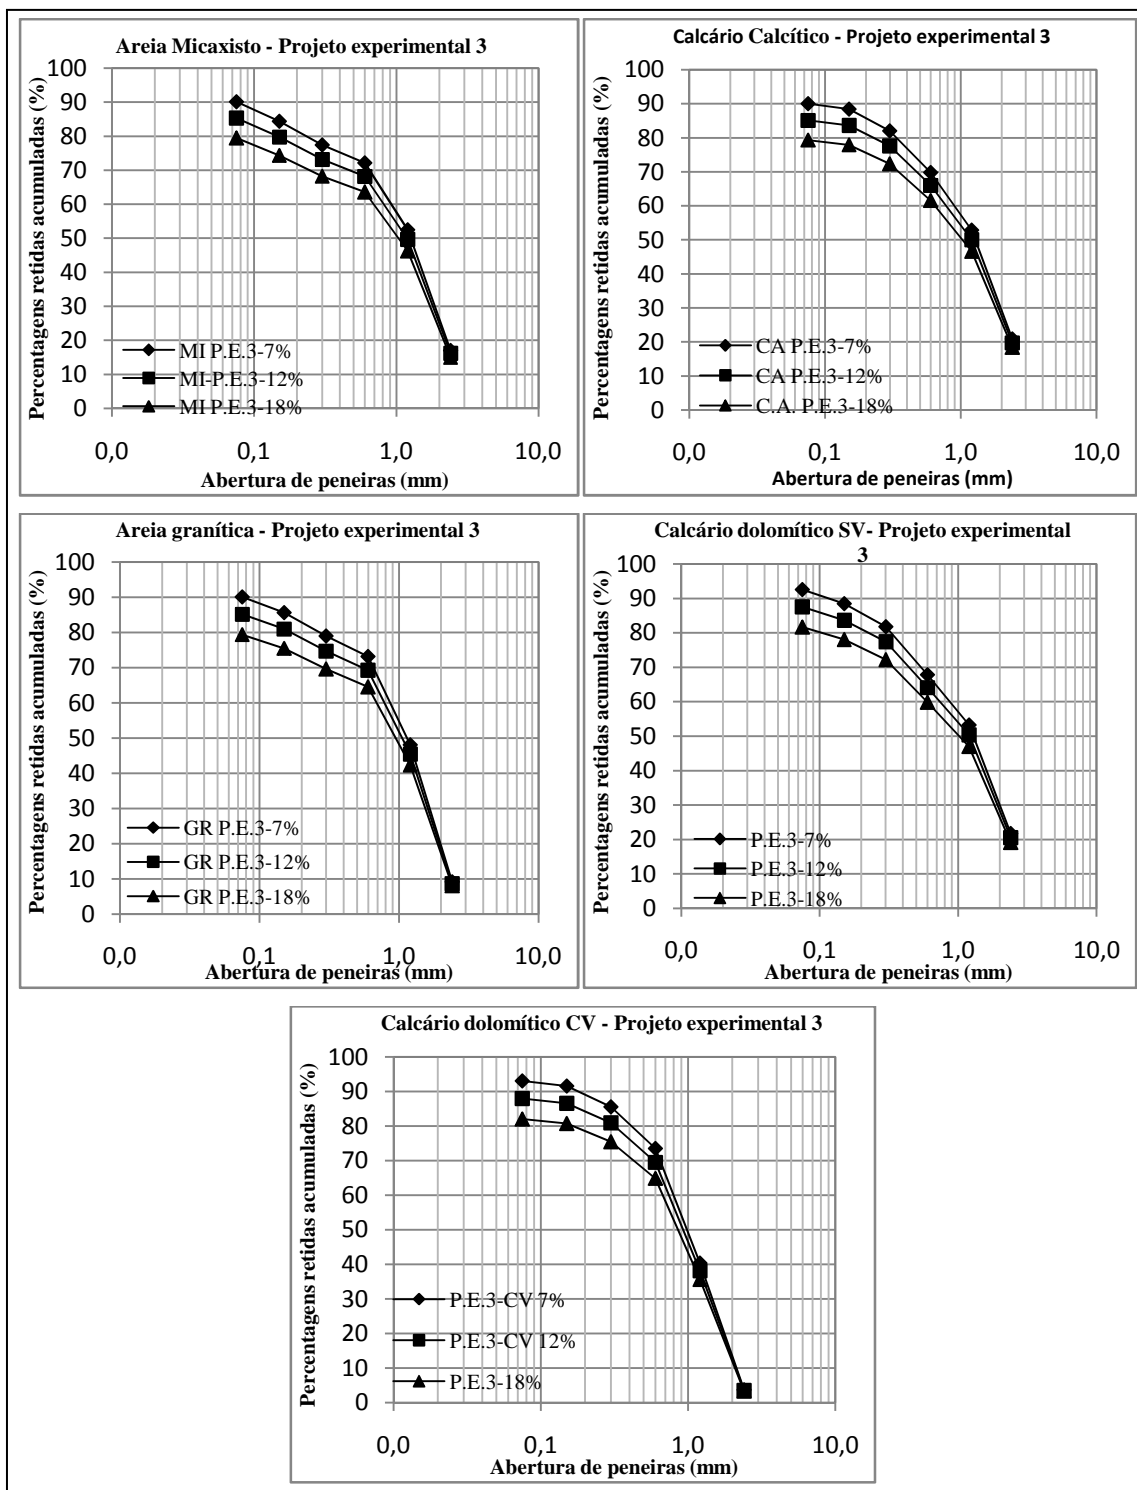 Areia Micaxisto - Projeto experimental 3
Percentagens retidas acumuladas (%)
100
90
80
70
60
50
40
30
20
10
0
MI P.E.3-7%
MI-P.E.3-12%
MI P.E.3-18%
0,0 0,1 1,0 10,0
Abertura de peneiras (mm)
Calcário Calcítico - Projeto experimental 3
Percentagens retidas acumuladas (%)
100
90
80
70
60
50
40
30
20
10
0
CA P.E.3-7%
CA P.E.3-12%
C.A. P.E.3-18%
0,0 0,1 1,0 10,0
Abertura de peneiras (mm)
Areia granítica - Projeto experimental 3
Percentagens retidas acumuladas (%)
100
90
80
70
60
50
40
30
20
10
0
GR P.E.3-7%
GR P.E.3-12%
GR P.E.3-18%
0,0 0,1 1,0 10,0
Abertura de peneiras (mm)
Calcário dolomítico SV- Projeto experimental
3
Percentagens retidas acumuladas (%)
100
90
80
70
60
50
40
30
20
10
0
P.E.3-7%
P.E.3-12%
P.E.3-18%
0,0 0,1 1,0 10,0
Abertura de peneiras (mm)
Calcário dolomítico CV - Projeto experimental 3
Percentagens retidas acumuladas (%)
100
90
80
70
60
50
40
30
20
10
0
P.E.3-CV 7%
P.E.3-CV 12%
P.E.3-18%
0,0 0,1 1,0 10,0
Abertura de peneiras (mm)